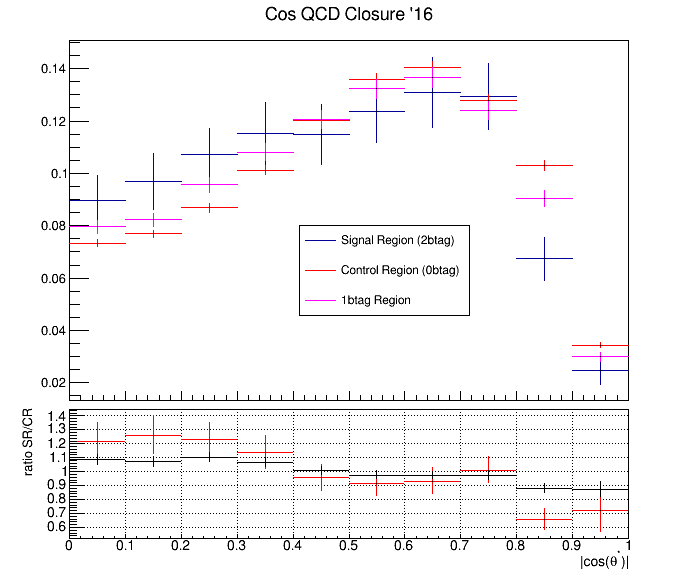 Cos QCD Closure '16
0.14
0.12
0.1
0.08
0.06
0.04
0.02
Signal Region (2btag)
Control Region (0btag)
1btag Region
ratio SR/CR
1.4
1.3
1.2
1.1
1
0.9
0.8
0.7
0.6
0 0.1 0.2 0.3 0.4 0.5 0.6 0.7 0.8 0.9 1
|cos(θ*)|